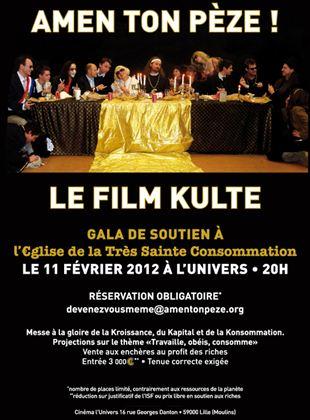 AMEN TON PÈZE !
LE FILM KULTE
GALA DE SOUTIEN À
l'€glise de la Très Sainte Consommation
LE 11 FÉVRIER 2012 À L'UNIVERS • 20H
RÉSERVATION OBLIGATOIRE*
devenezvousmeme@amentonpeze.org
Messe à la gloire de la Kroissance, du Kapital et de la Konsommation.
Projections sur le thème «Travaille, obéis, consomme»
Vente aux enchères au profit des riches
Entrée 3 000 €** • Tenue correcte exigée
*nombre de places limité, contrairement aux ressources de la planète
**réduction sur justificatif de l'ISF ou prix libre en soutien aux riches
Cinéma l'Univers 16 rue Georges Danton • 59000 Lille (Moulins)